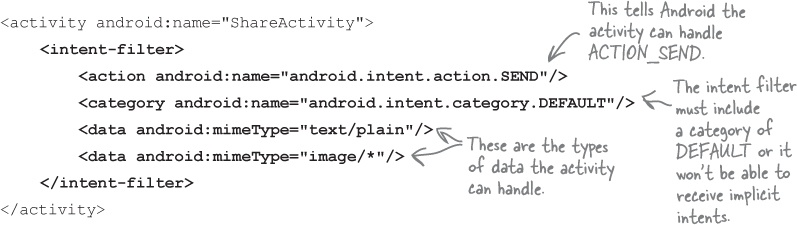 <activity android:name="ShareActivity">
<intent-filter>
<action android:name="android.intent.action.SEND"/>
<category android:name="android.intent.category.DEFAULT"/>
<data android:mimeType="text/plain"/>
<data android:mimeType="image/*"/>
</intent-filter>
</activity>
This tells Android the
activity can handle
ACTION_SEND.
The intent filter
must include
a category of
DEFAULT or it
won't be able to
receive implicit
intents.
These are the types
of data the activity
can handle.